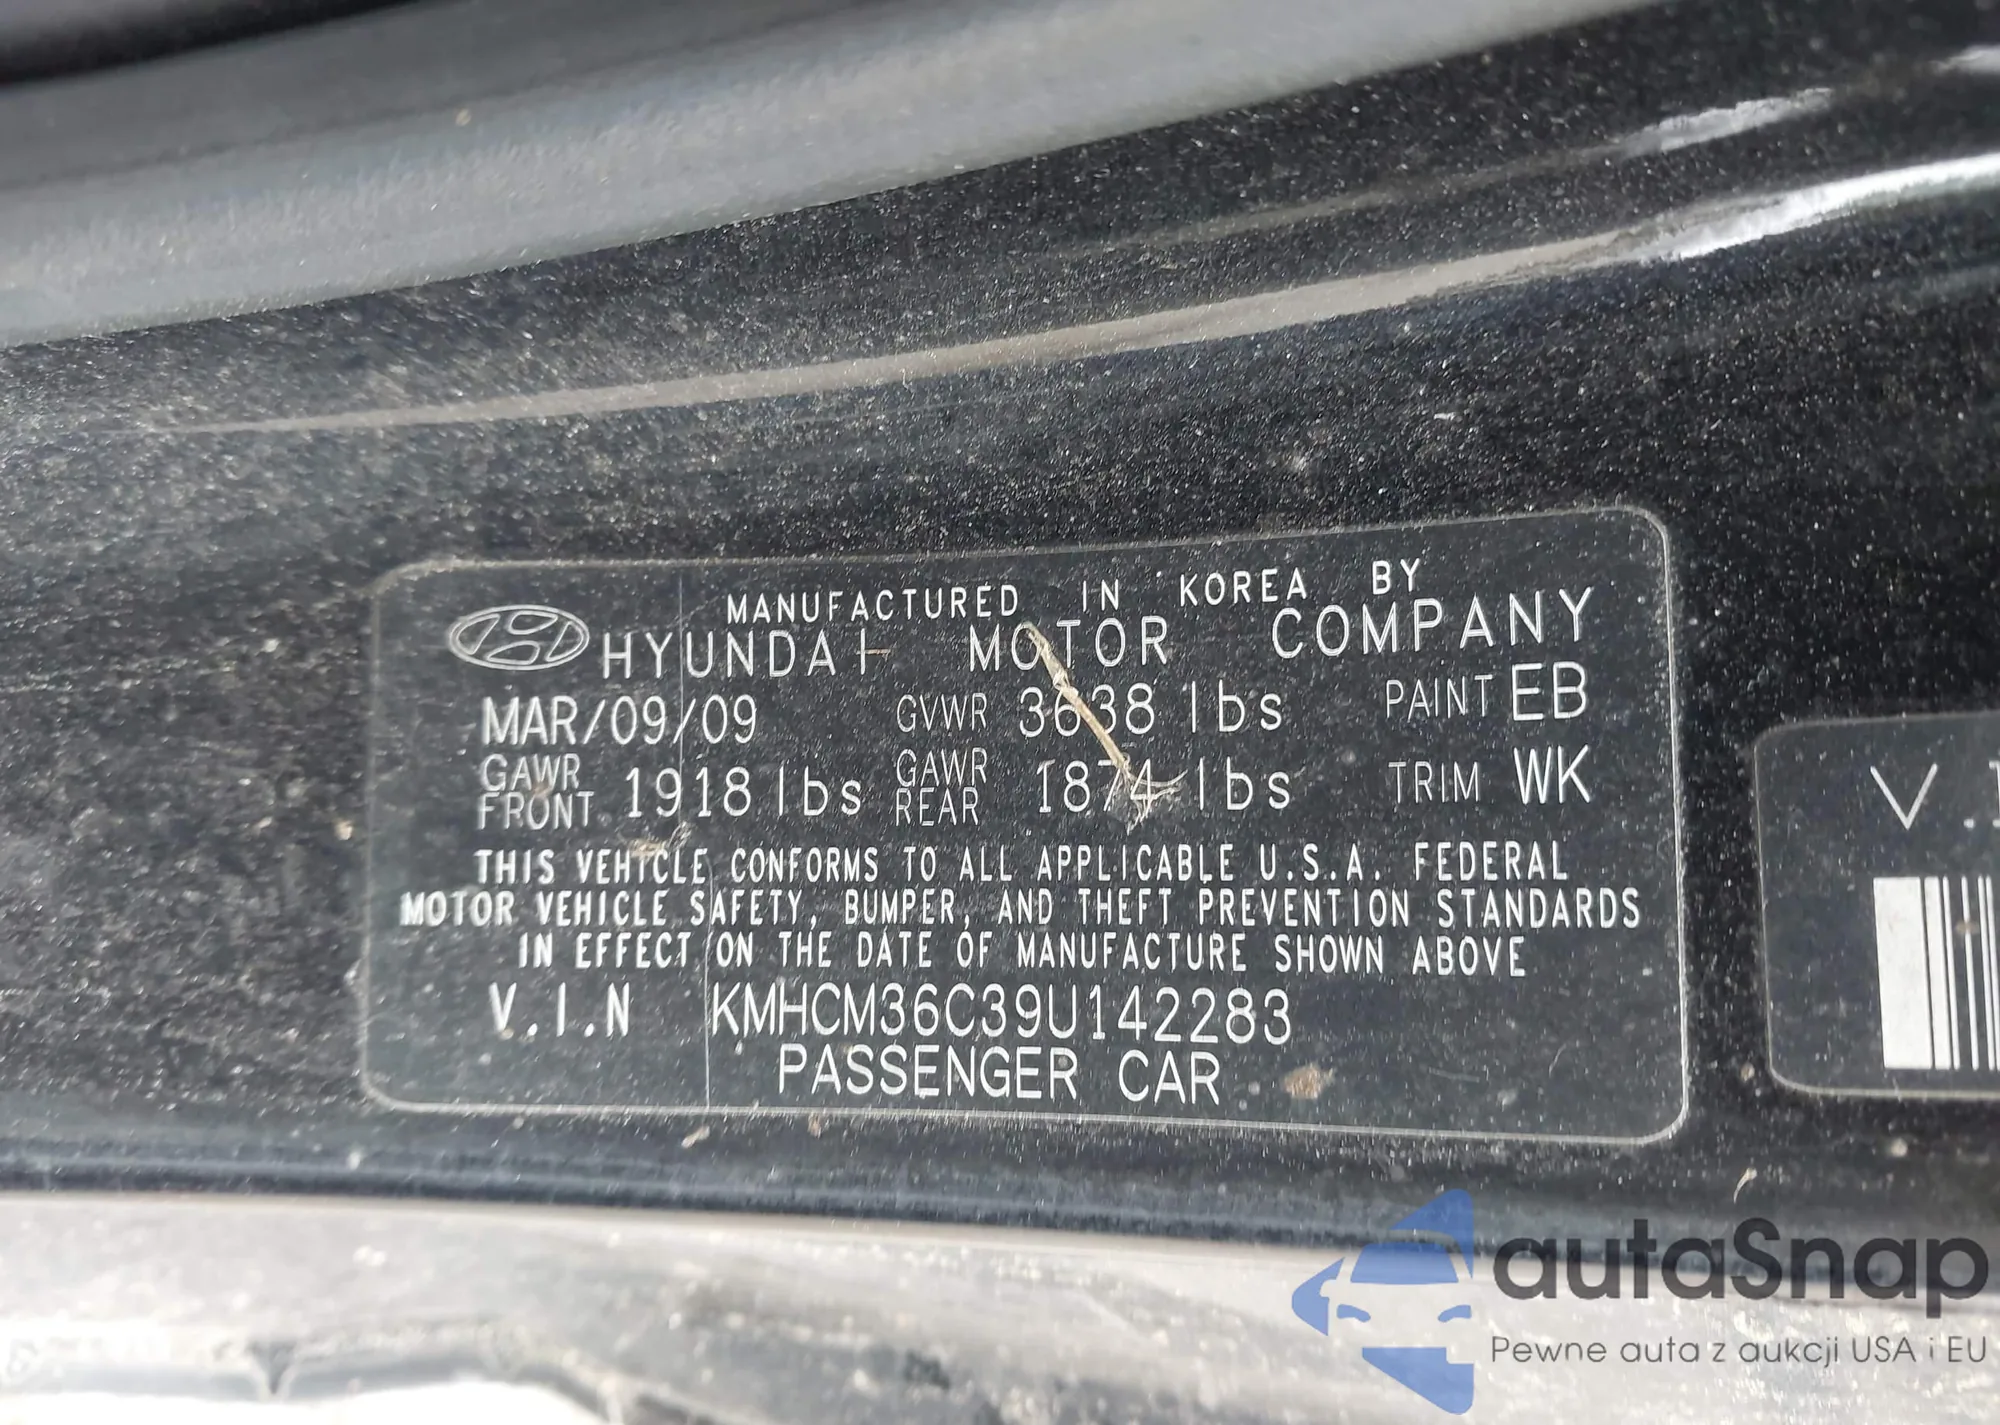 MANUFACTURED IN KOREA BY
HYUNDAI MOTOR COMPANY
MAR/09/09 GVWR 3638 lbs PAINT EB
GAWR FRONT 1918 lbs GAWR REAR 1874 lbs TRIM WK
THIS VEHICLE CONFORMS TO ALL APPLICABLE U.S.A. FEDERAL
MOTOR VEHICLE SAFETY, BUMPER, AND THEFT PREVENTION STANDARDS
IN EFFECT ON THE DATE OF MANUFACTURE SHOWN ABOVE
V.I.N KMHCM36C39U142283
PASSENGER CAR
autaSnap
Pewne auta z aukcji USA i EU